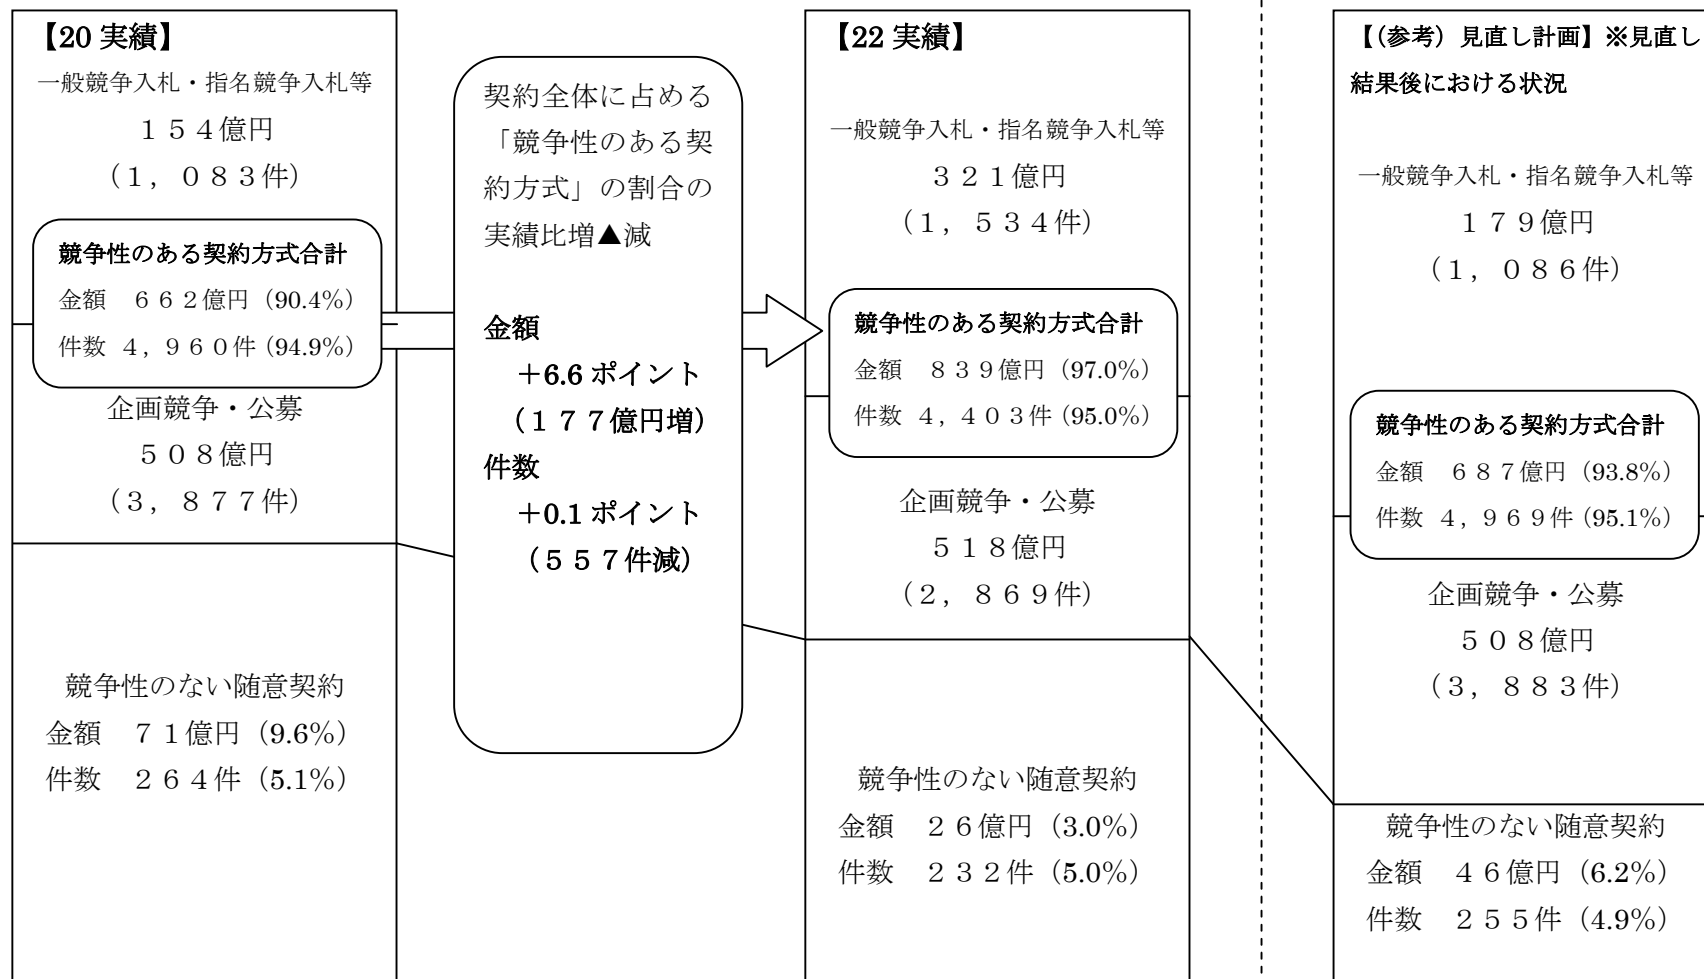 【20 実績】
一般競争入札・指名競争入札等
１５４億円
（１，０８３件）
競争性のある契約方式合計
金額　６６２億円（90.4%）
件数 ４，９６０件（94.9%）
企画競争・公募
５０８億円
（３，８７７件）
競争性のない随意契約
金額　７１億円（9.6%）
件数　２６４件（5.1%）
契約全体に占める
「競争性のある契
約方式」の割合の
実績比増▲減
金額
＋6.6 ポイント
（１７７億円増）
件数
＋0.1 ポイント
（５５７件減）
【22 実績】
一般競争入札・指名競争入札等
３２１億円
（１，５３４件）
競争性のある契約方式合計
金額　８３９億円（97.0%）
件数 ４，４０３件（95.0%）
企画競争・公募
５１８億円
（２，８６９件）
競争性のない随意契約
金額　２６億円（3.0%）
件数　２３２件（5.0%）
【(参考）見直し計画】※見直し
結果後における状況
一般競争入札・指名競争入札等
１７９億円
（１，０８６件）
競争性のある契約方式合計
金額　６８７億円（93.8%）
件数 ４，９６９件（95.1%）
企画競争・公募
５０８億円
（３，８８３件）
競争性のない随意契約
金額　４６億円（6.2%）
件数　２５５件（4.9%）